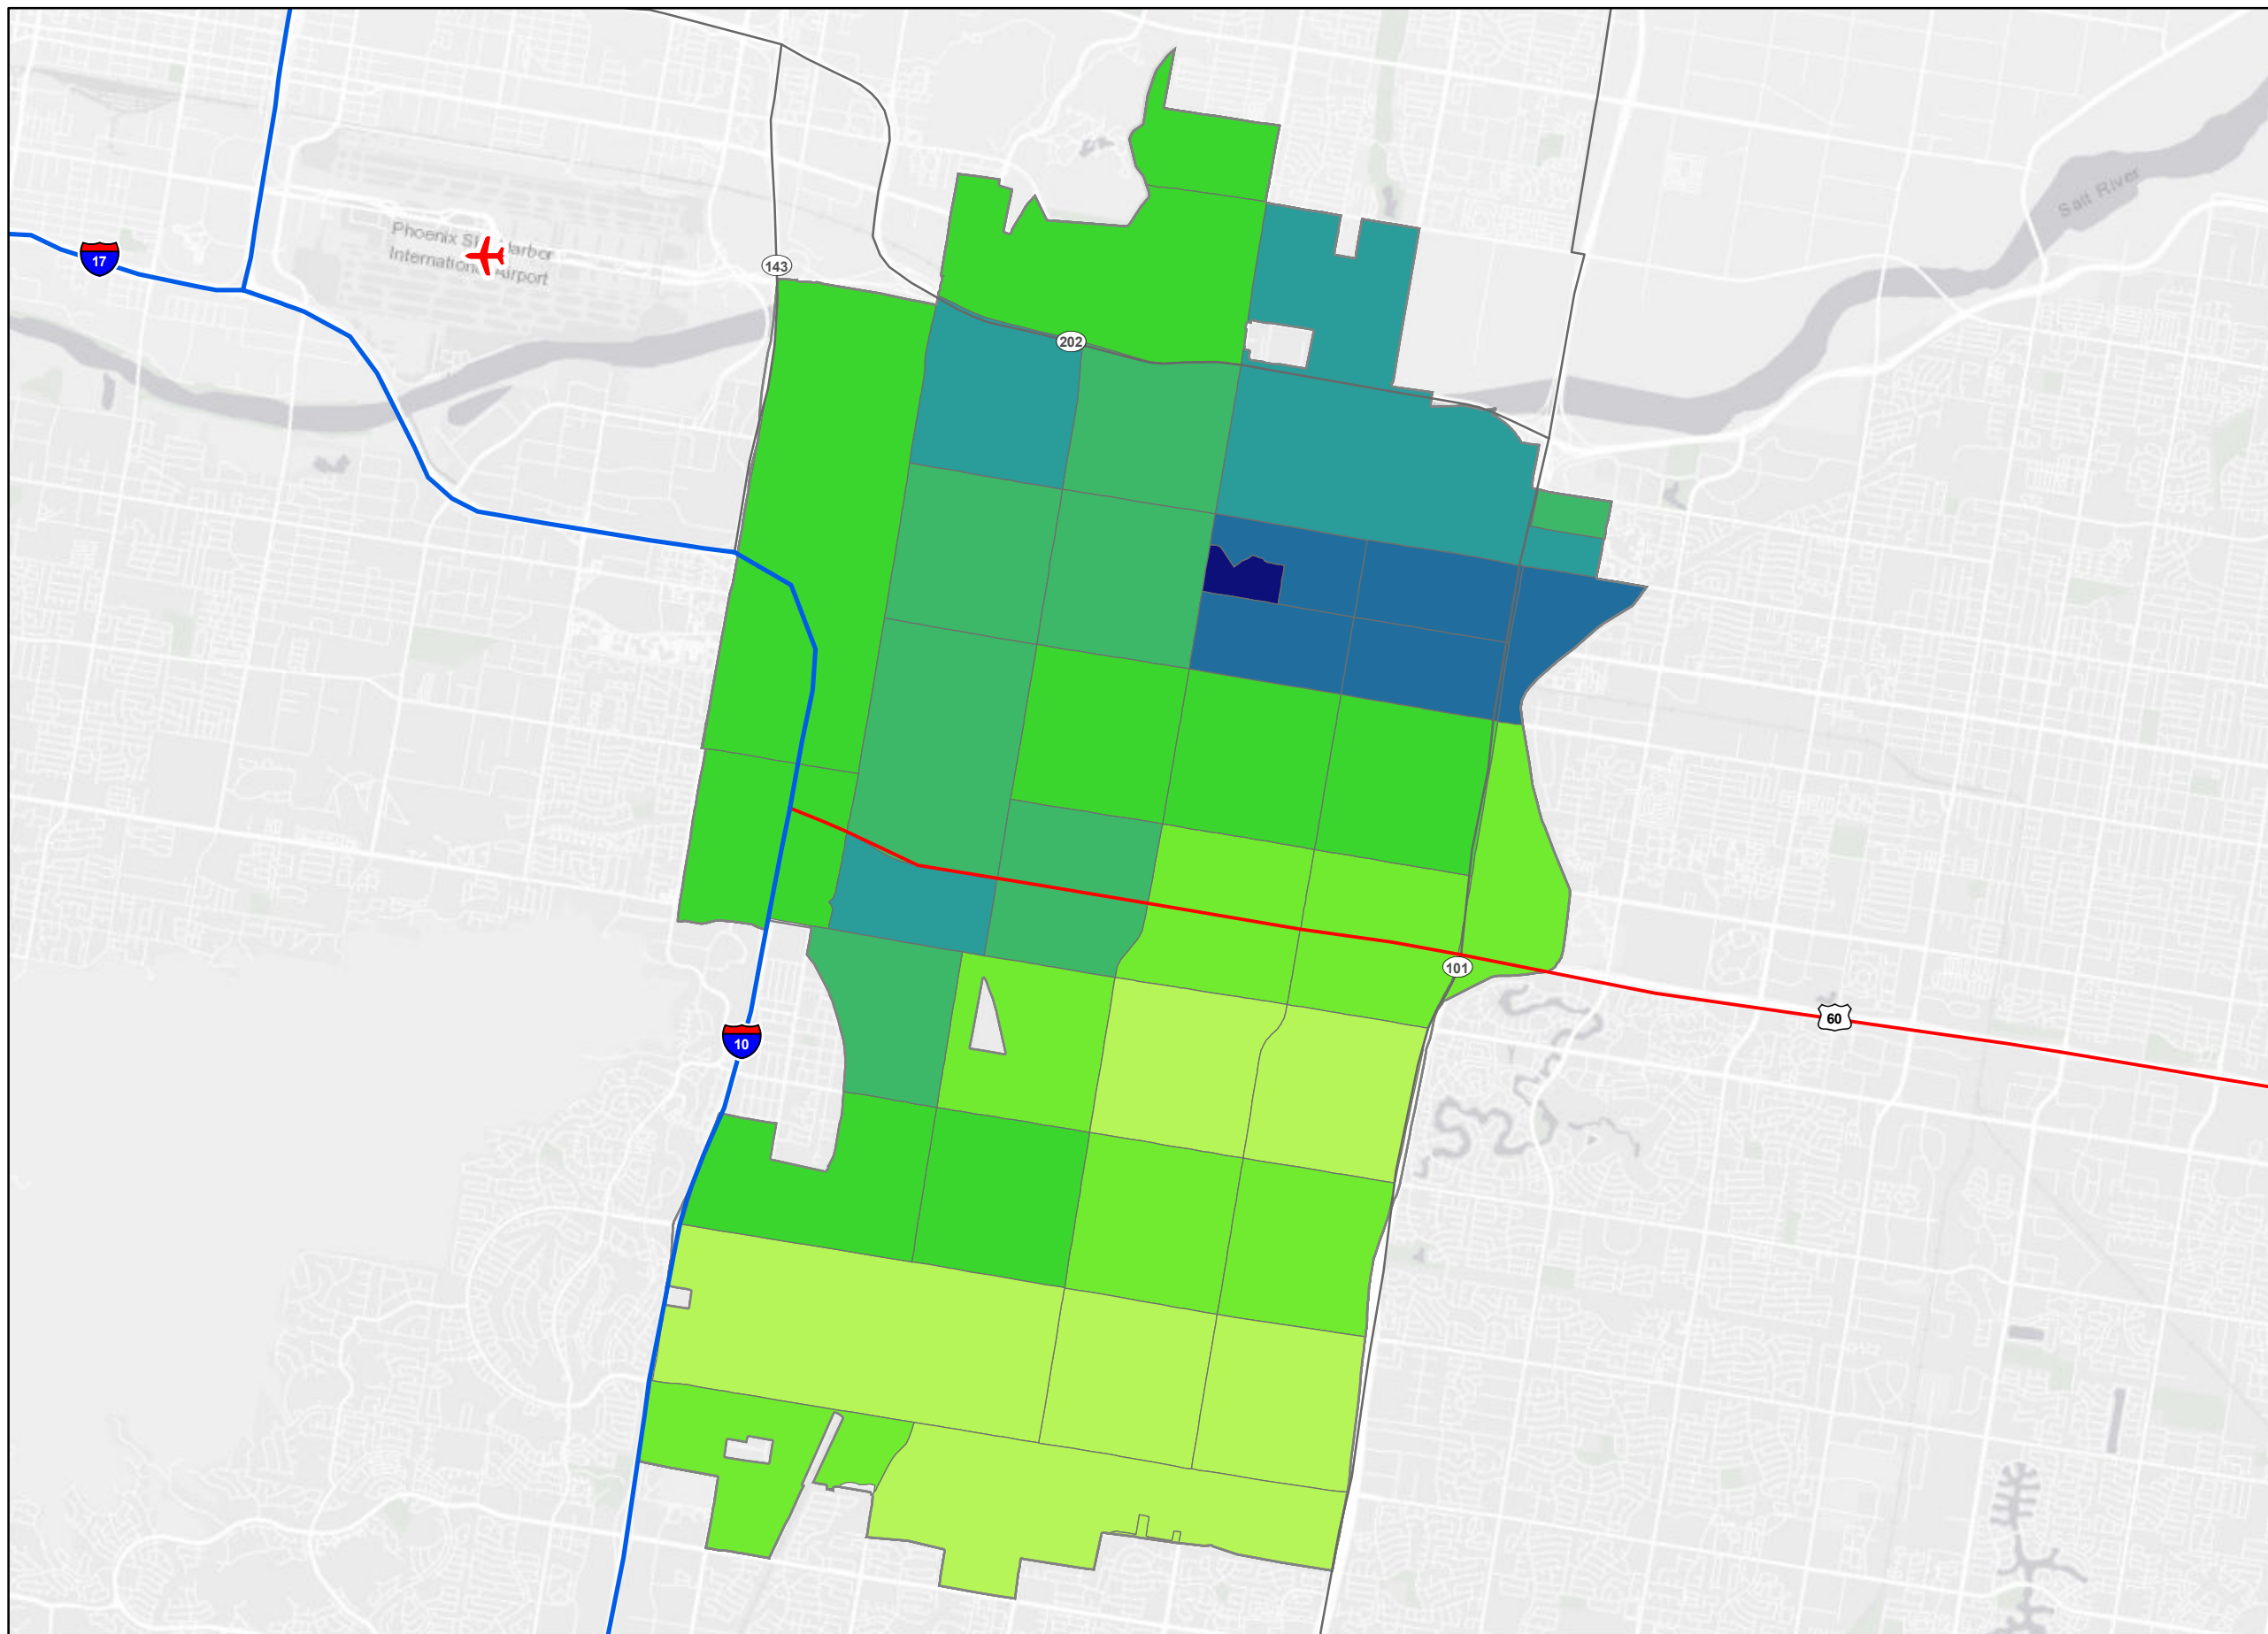 Salt River
Phoenix Sky Harbor
International Airport
17
143
202
101
60
10